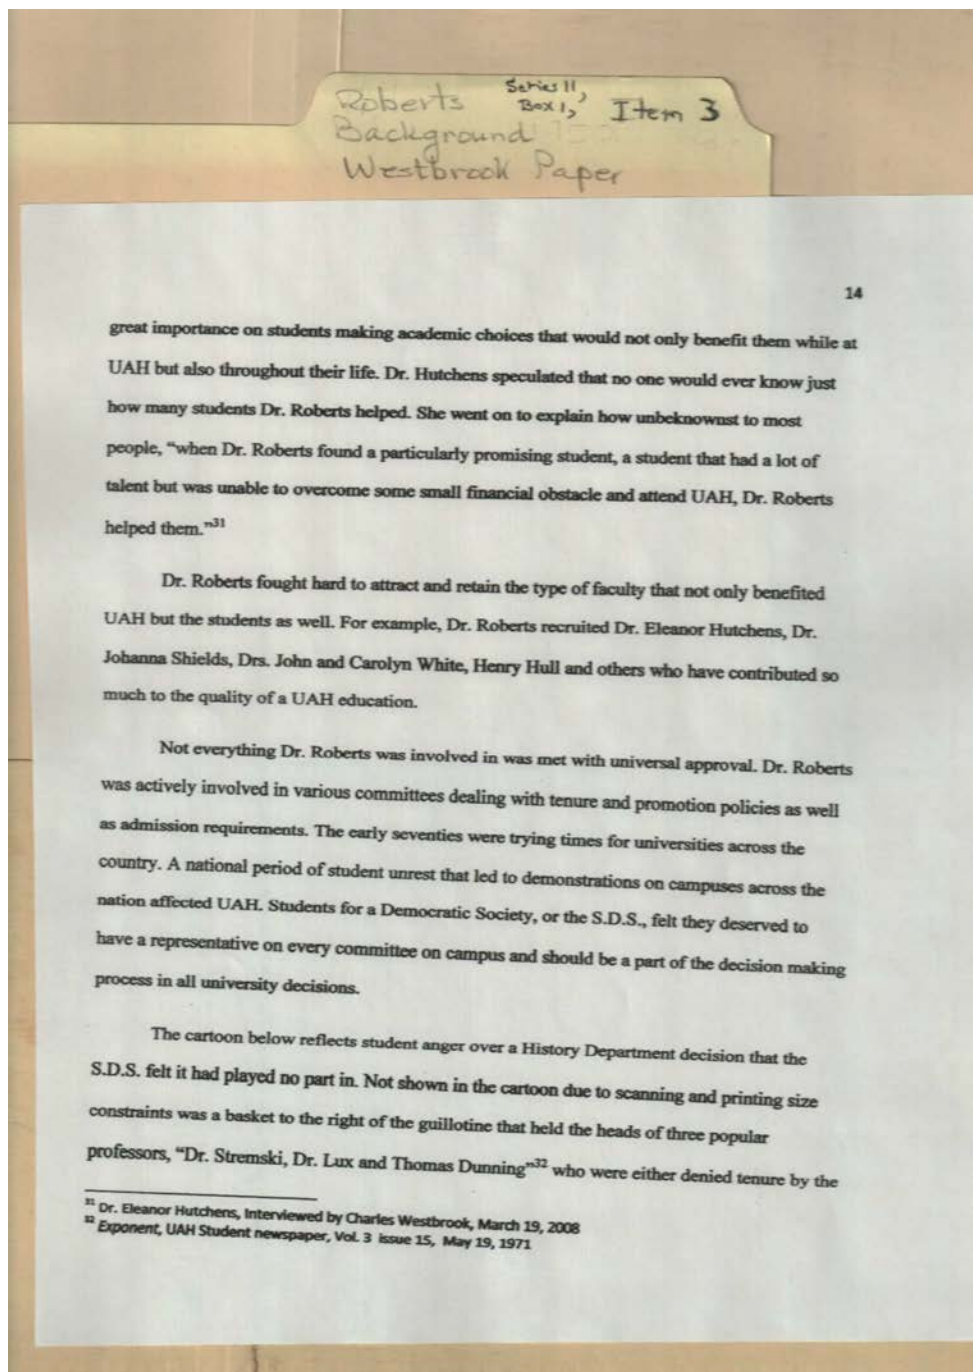 Roberts Series 11, Box 1, Item 3
Background
Westbrook Paper
14
great importance on students making academic choices that would not only benefit them while at
UAH but also throughout their life. Dr. Hutchens speculated that no one would ever know just
how many students Dr. Roberts helped. She went on to explain how unbeknownst to most
people, “when Dr. Roberts found a particularly promising student, a student that had a lot of
talent but was unable to overcome some small financial obstacle and attend UAH, Dr. Roberts
helped them.”31
Dr. Roberts fought hard to attract and retain the type of faculty that not only benefited
UAH but the students as well. For example, Dr. Roberts recruited Dr. Eleanor Hutchens, Dr.
Johanna Shields, Drs. John and Carolyn White, Henry Hull and others who have contributed so
much to the quality of a UAH education.
Not everything Dr. Roberts was involved in was met with universal approval. Dr. Roberts
was actively involved in various committees dealing with tenure and promotion policies as well
as admission requirements. The early seventies were trying times for universities across the
country. A national period of student unrest that led to demonstrations on campuses across the
nation affected UAH. Students for a Democratic Society, or the S.D.S., felt they deserved to
have a representative on every committee on campus and should be a part of the decision making
process in all university decisions.
The cartoon below reflects student anger over a History Department decision that the
S.D.S. felt it had played no part in. Not shown in the cartoon due to scanning and printing size
constraints was a basket to the right of the guillotine that held the heads of three popular
professors, “Dr. Stremski, Dr. Lux and Thomas Dunning”32 who were either denied tenure by the
31 Dr. Eleanor Hutchens, Interviewed by Charles Westbrook, March 19, 2008
32 Exponent, UAH Student newspaper, Vol. 3 issue 15, May 19, 1971